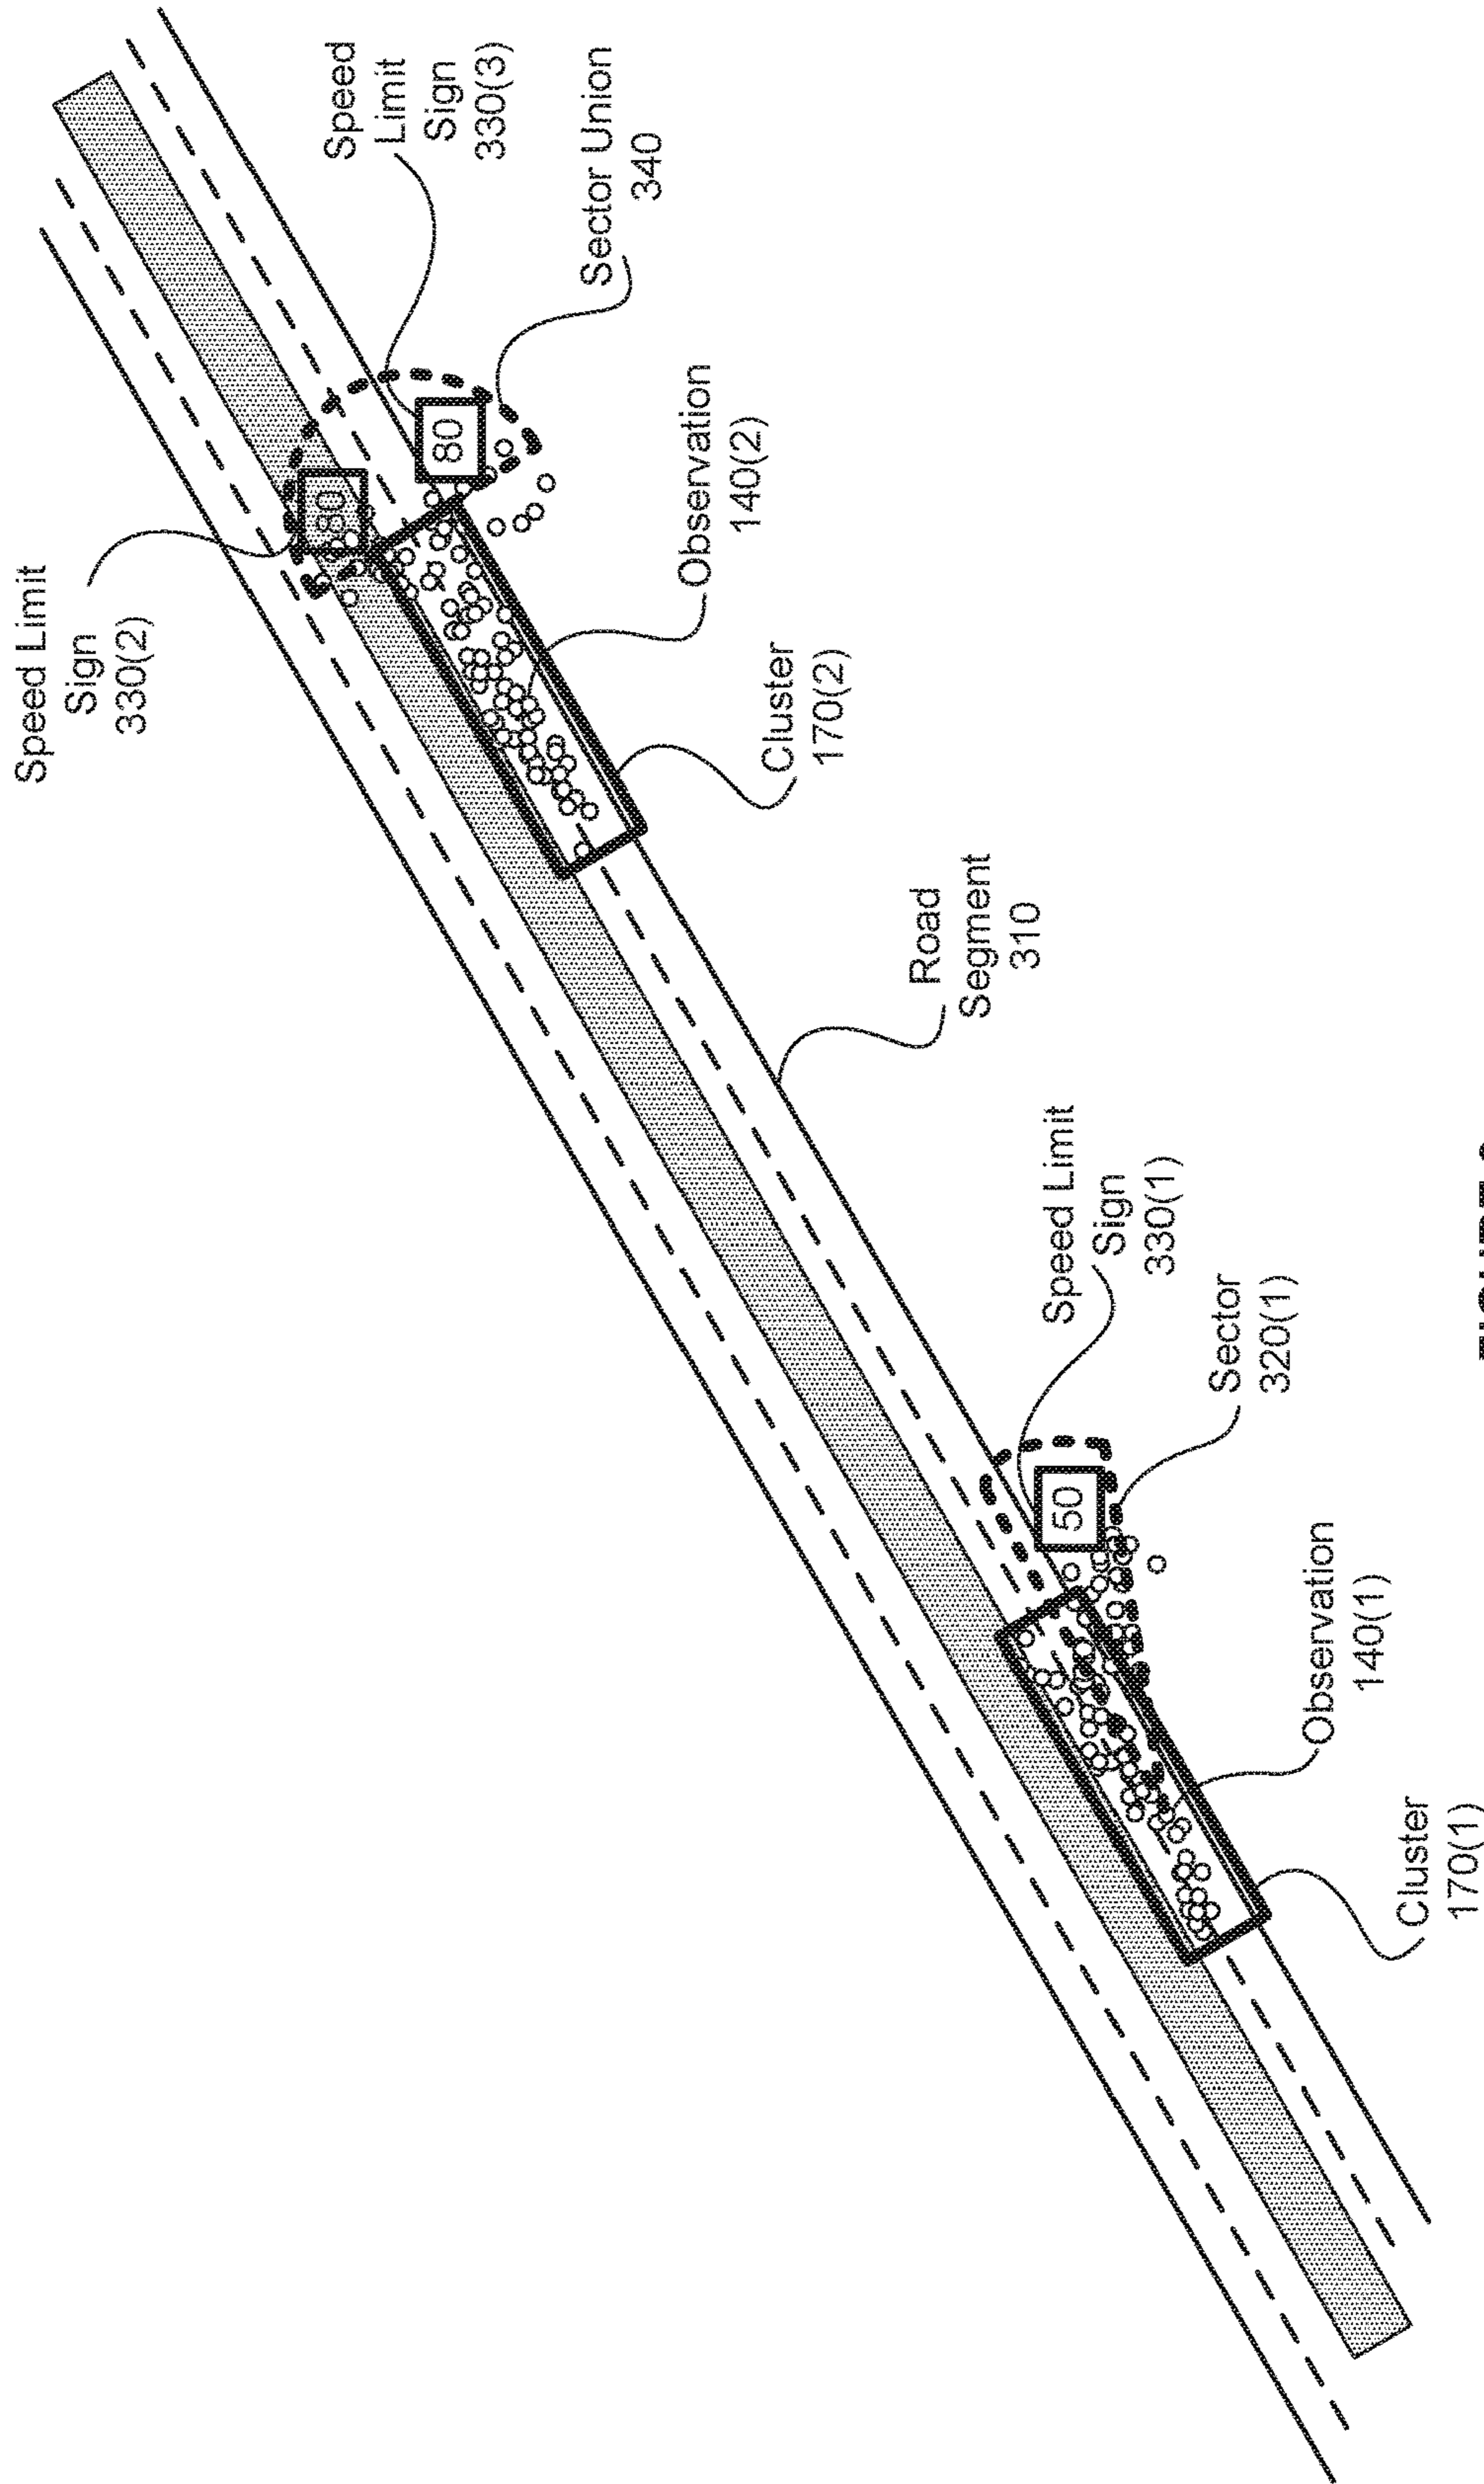 Speed Limit
Sign
330(2)
80
Speed
Limit
Sign
330(3)
80
Sector Union
340
Observation
140(2)
Cluster
170(2)
Road
Segment
310
Speed Limit
Sign
330(1)
50
Sector
320(1)
Observation
140(1)
Cluster
170(1)